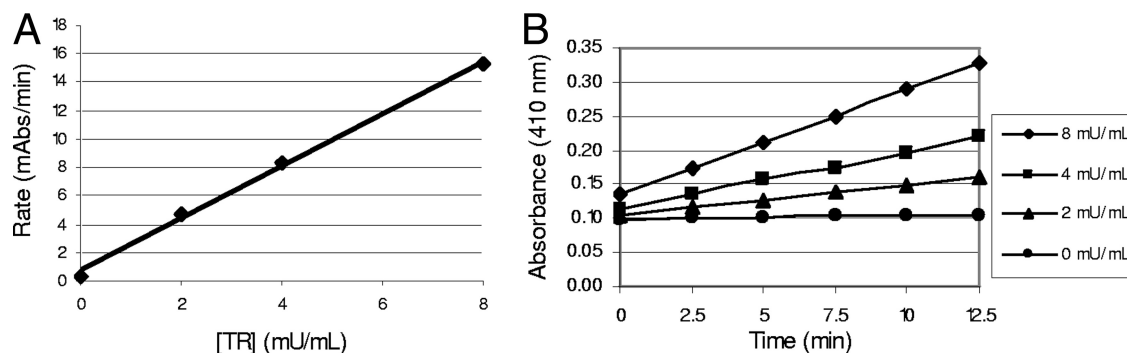 A
Rate (mAbs/min)
18
16
14
12
10
8
6
4
2
0
0 2 4 6 8
[TR] (mU/mL)
B
Absorbance (410 nm)
0.35
0.30
0.25
0.20
0.15
0.10
0.05
0.00
0 2.5 5 7.5 10 12.5
Time (min)
8 mU/mL
4 mU/mL
2 mU/mL
0 mU/mL